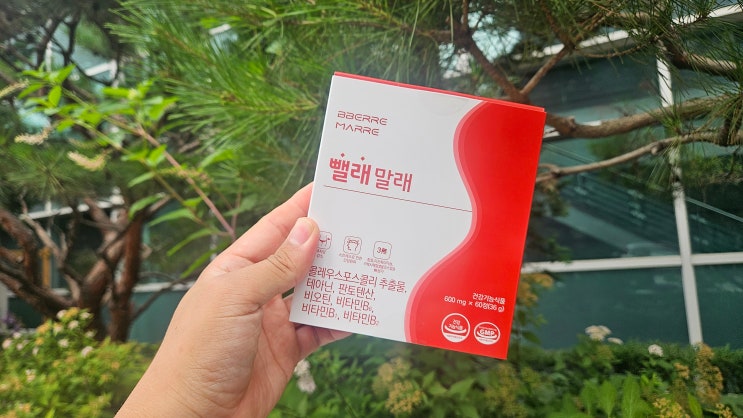 BBERRE
MARRE
뺄래말래
콜레우스포스콜리 추출물,
테아닌, 판토텐산,
비오틴, 비타민B₆,
비타민B₁, 비타민B₂
건강기능식품
600 mg × 60정(36 g)
GMP